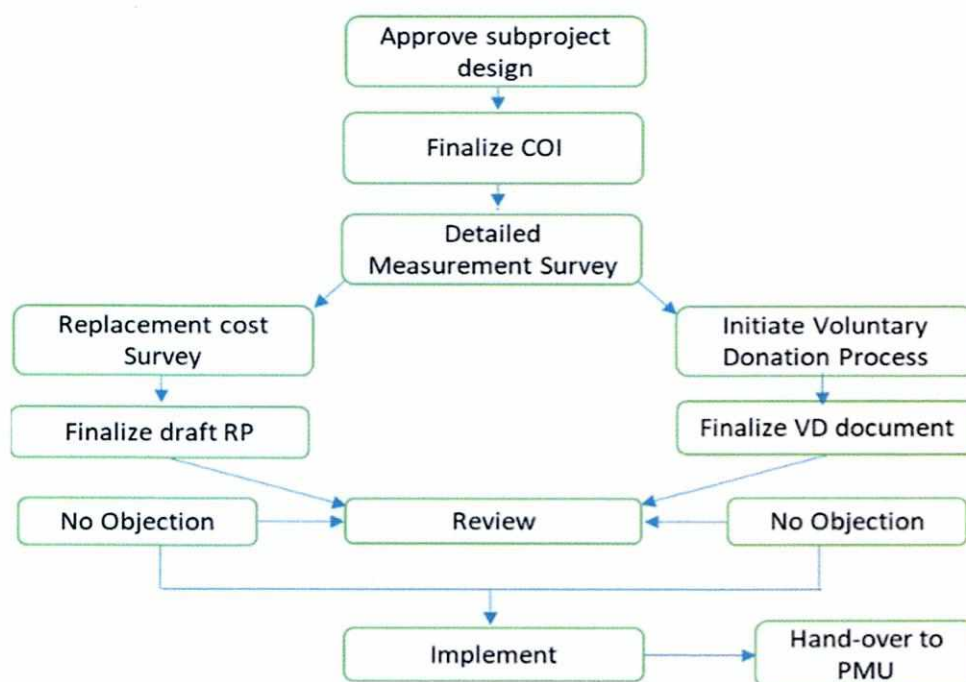 Approve subproject
design
Finalize COI
Detailed
Measurement Survey
Replacement cost
Survey
Initiate Voluntary
Donation Process
Finalize draft RP
Finalize VD document
No Objection
Review
No Objection
Implement
Hand-over to
PMU